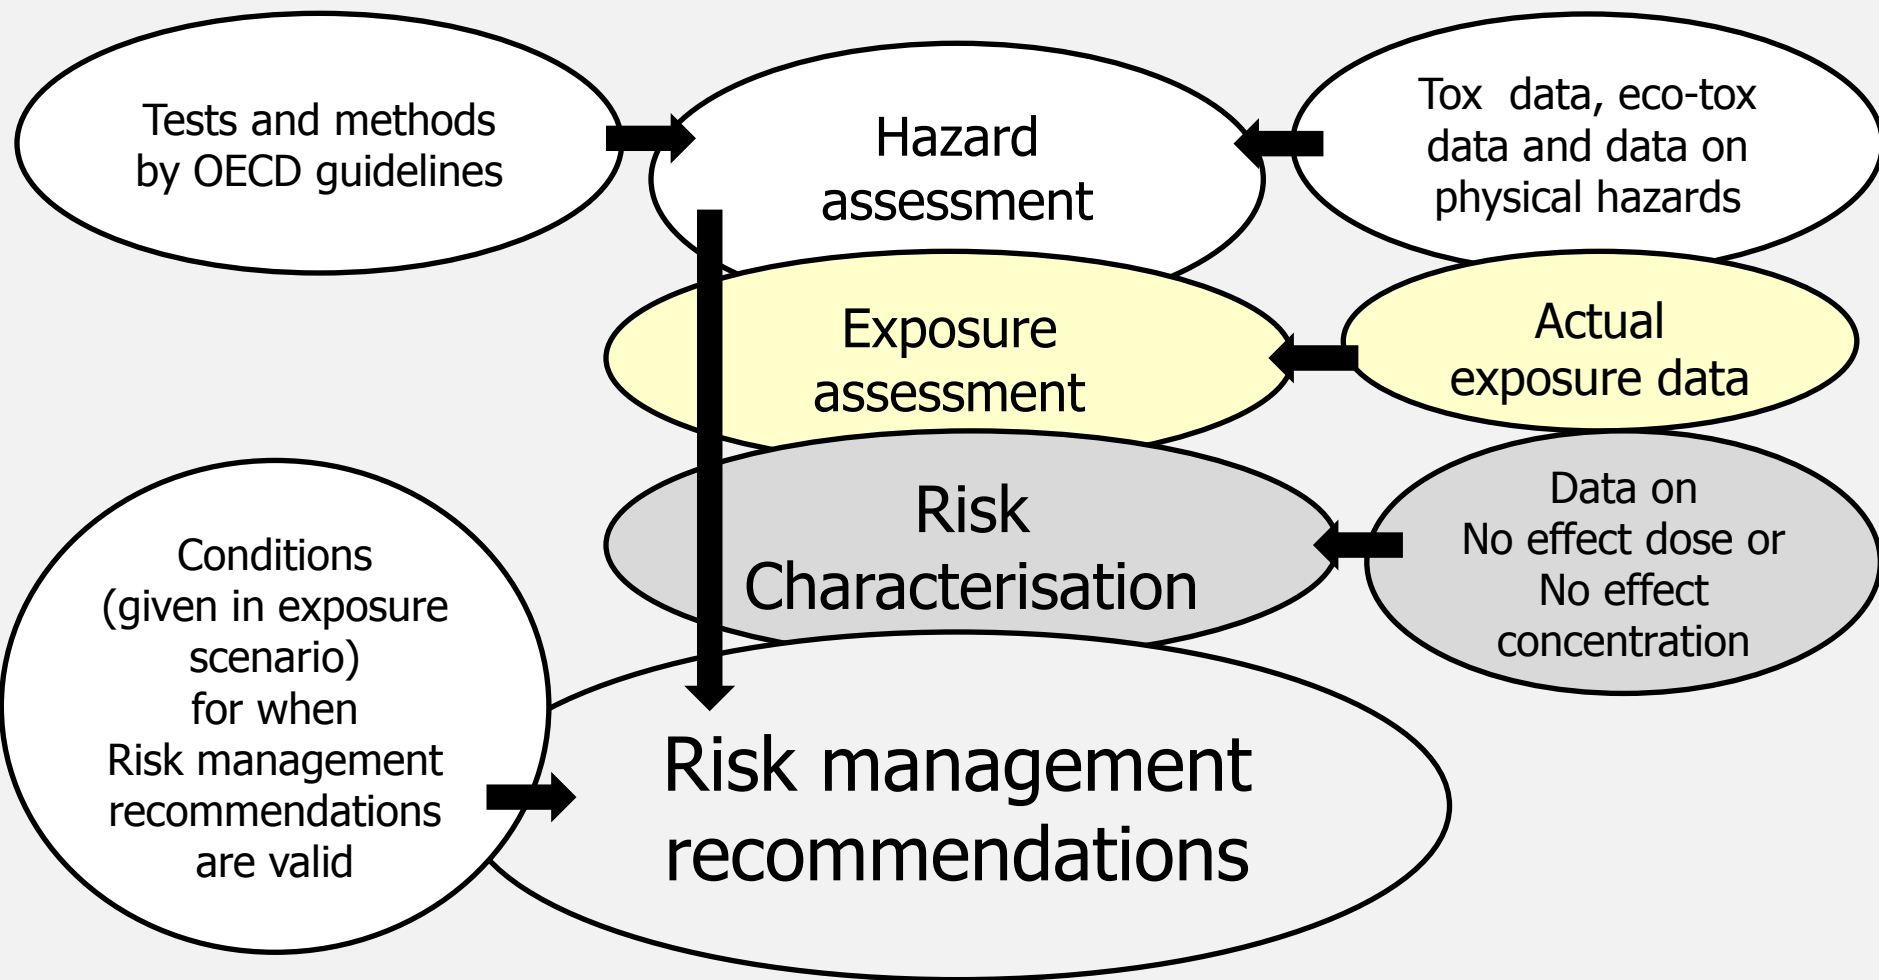 Tests and methods
by OECD guidelines
Hazard
assessment
Tox data, eco-tox
data and data on
physical hazards
Exposure
assessment
Actual
exposure data
Risk
Characterisation
Data on
No effect dose or
No effect
concentration
Conditions
(given in exposure
scenario)
for when
Risk management
recommendations
are valid
Risk management
recommendations